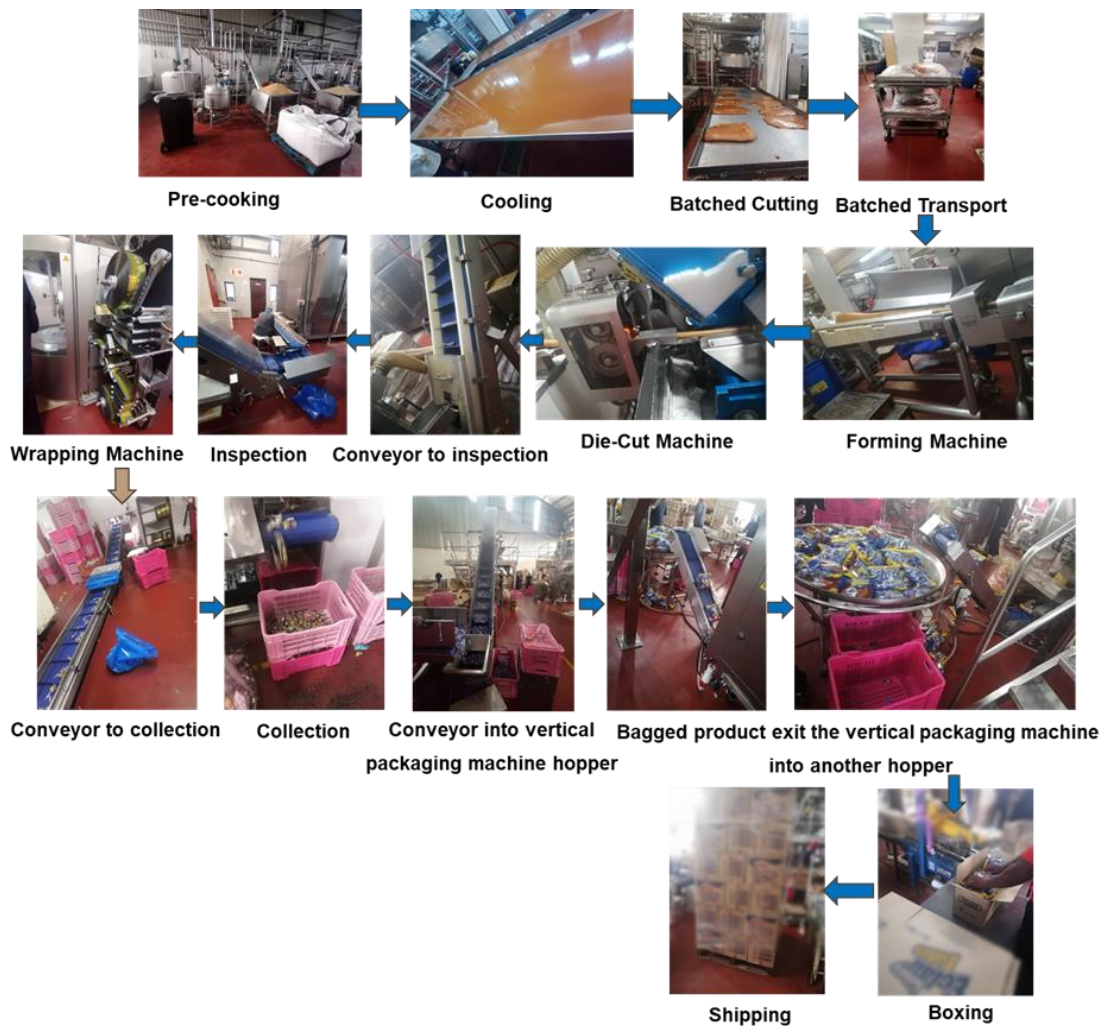 Pre-cooking
Cooling
Batched Cutting
Batched Transport
Wrapping Machine
Inspection
Conveyor to inspection
Die-Cut Machine
Forming Machine
Conveyor to collection
Collection
Conveyor into vertical
packaging machine hopper
Bagged product exit the vertical packaging machine
into another hopper
Shipping
Boxing